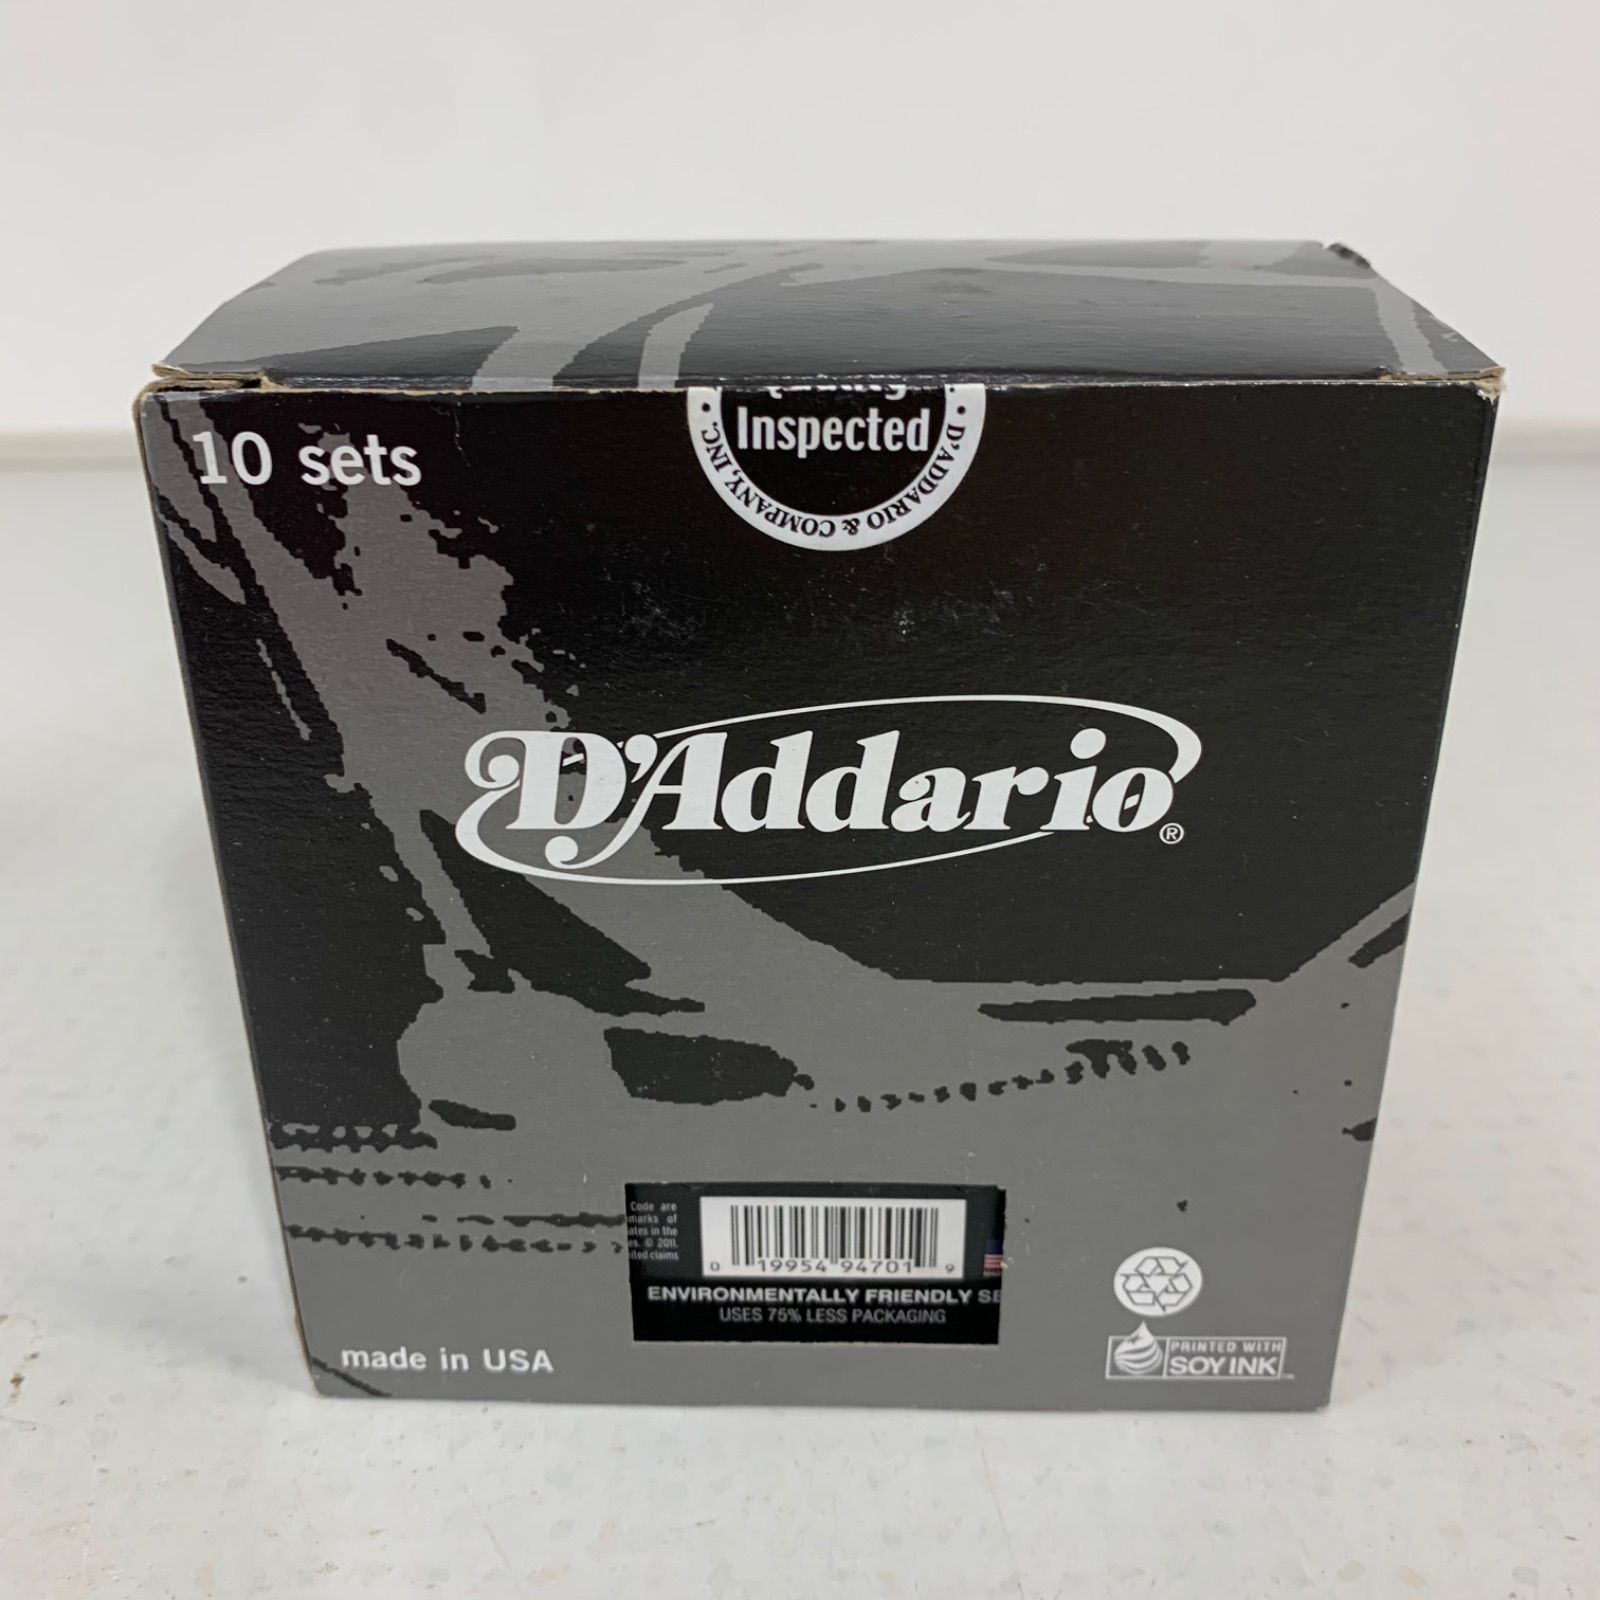 10 sets
Inspected
D'ADDARIO & COMPANY, INC.
D'Addario®
Code are
marks of
ates in the
es. © 2011.
ited claims
0 19954 94701 9
ENVIRONMENTALLY FRIENDLY SE
USES 75% LESS PACKAGING
made in USA
PRINTED WITH
SOY INK™